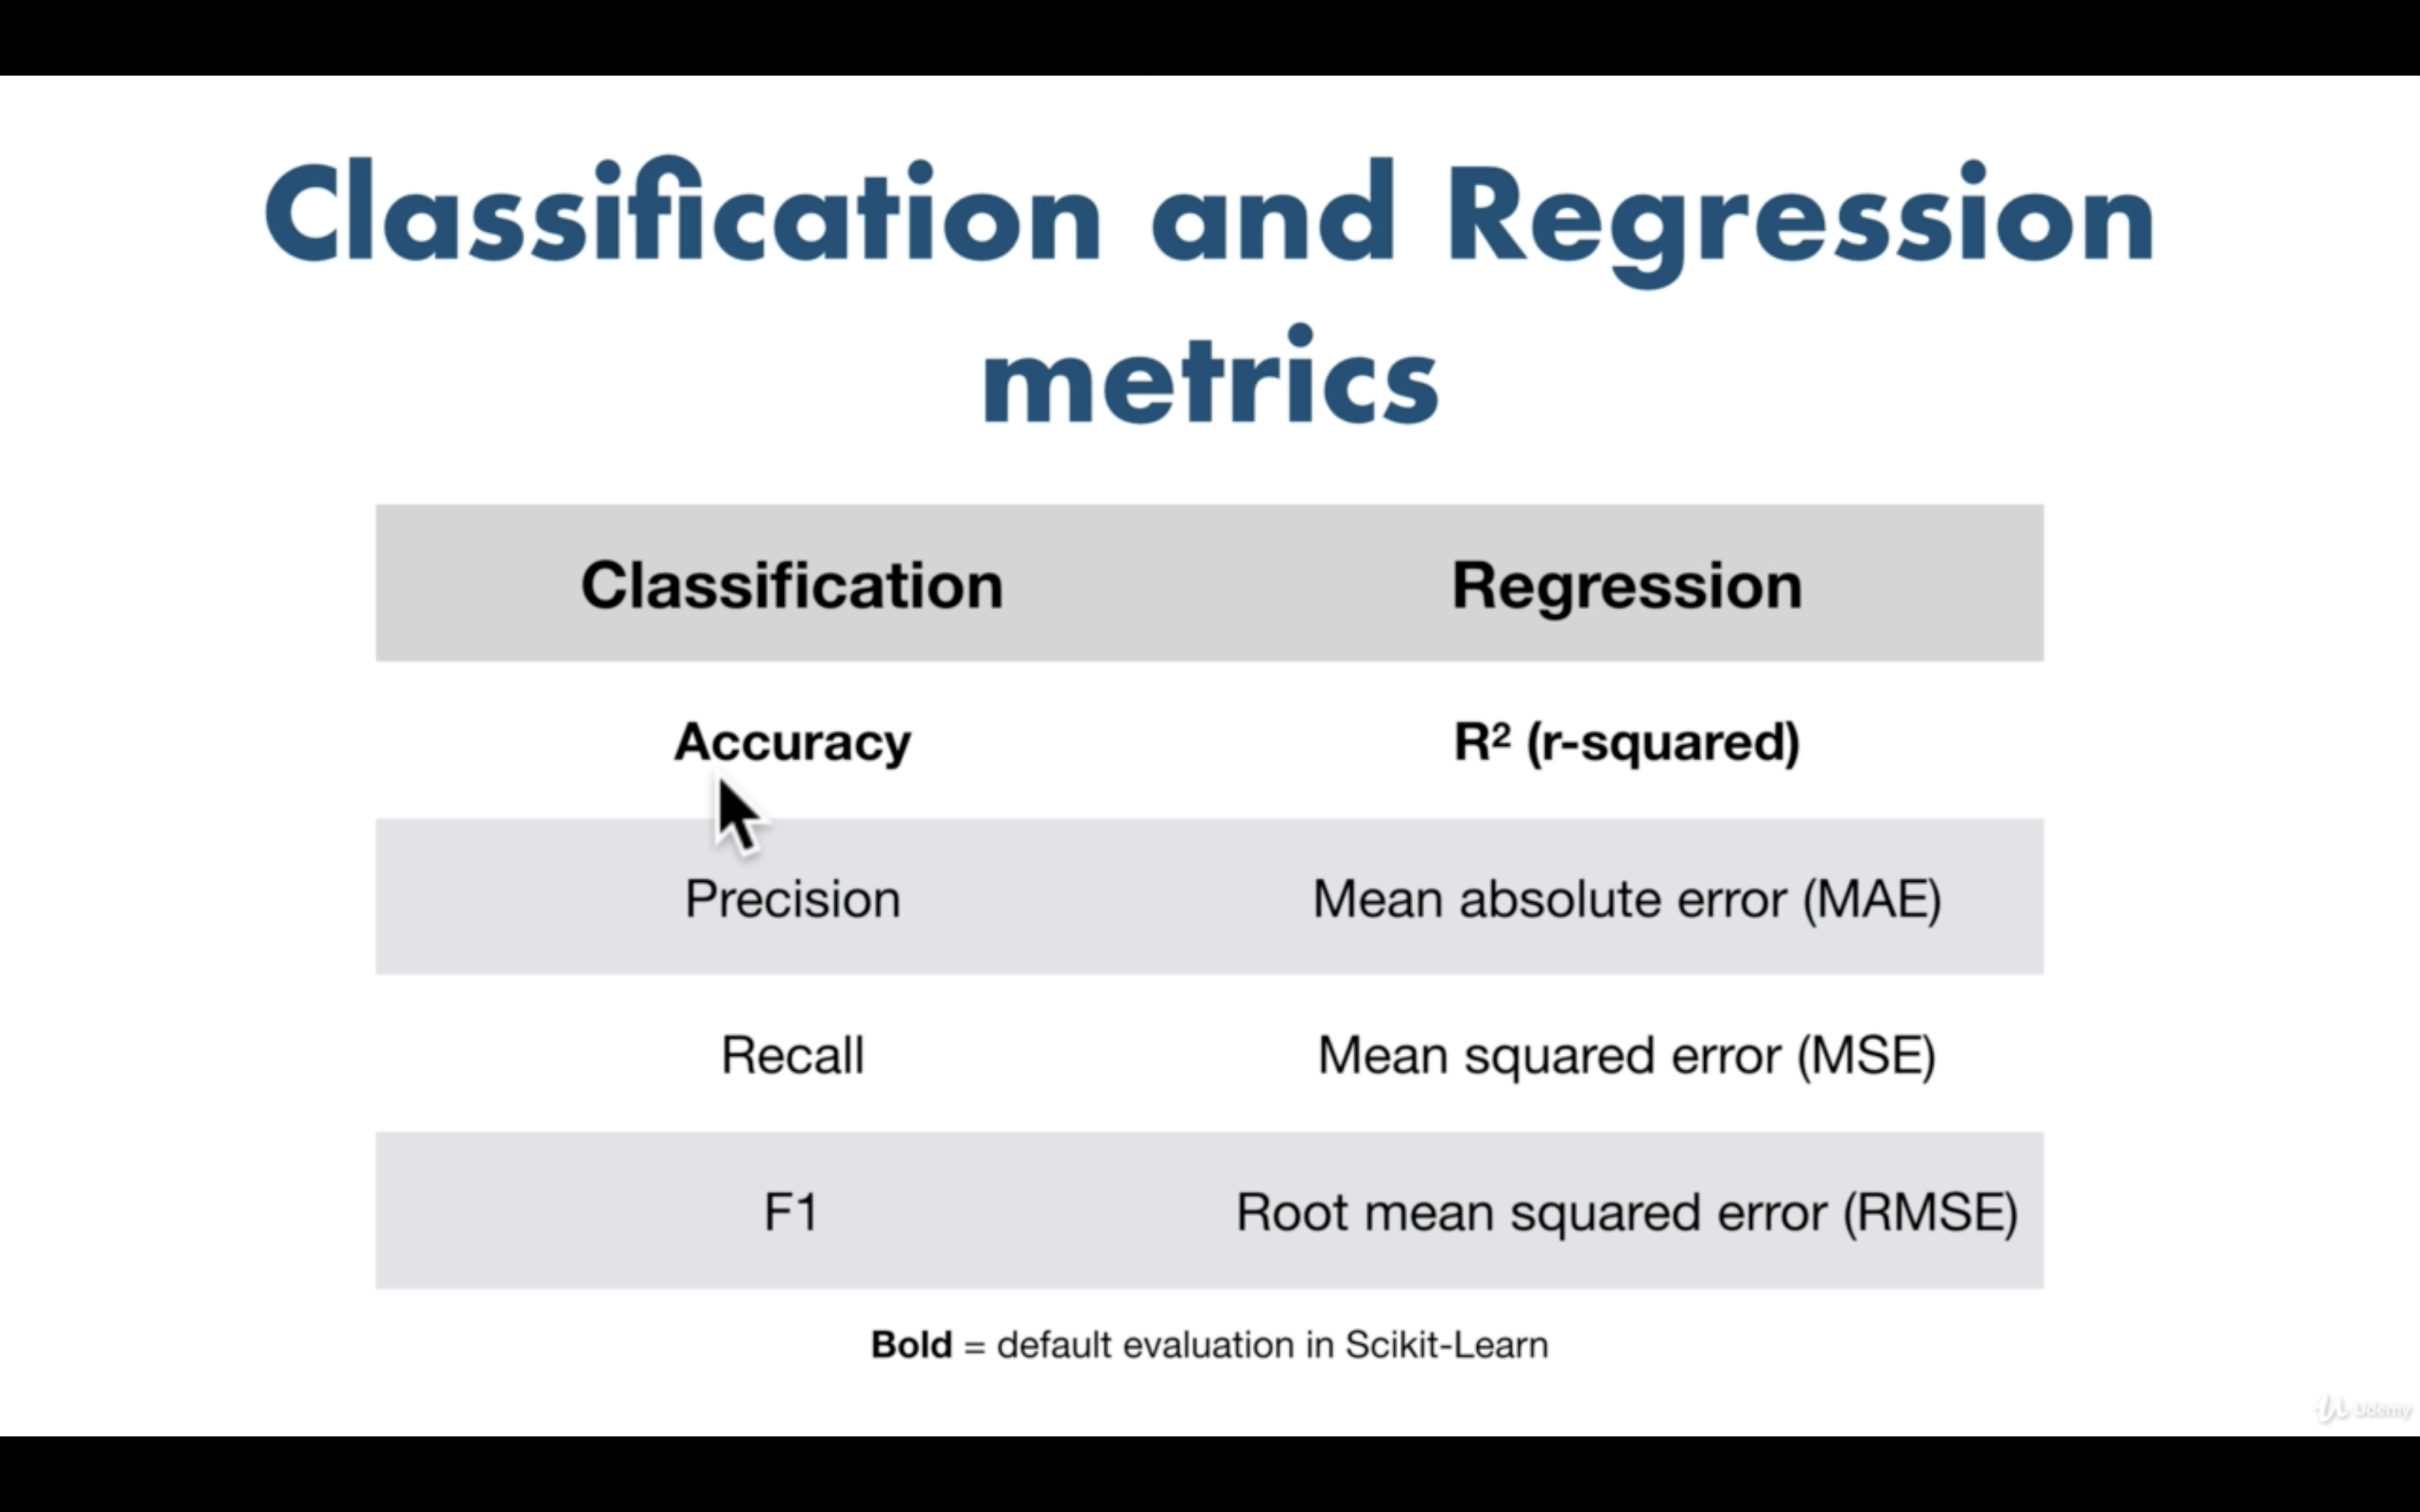 Classification and Regression
metrics
Classification Regression
Accuracy R² (r-squared)
Precision Mean absolute error (MAE)
Recall Mean squared error (MSE)
F1 Root mean squared error (RMSE)
Bold = default evaluation in Scikit-Learn
Udemy